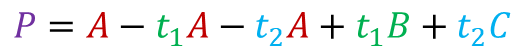 P = A − t₁A − t₂A + t₁B + t₂C